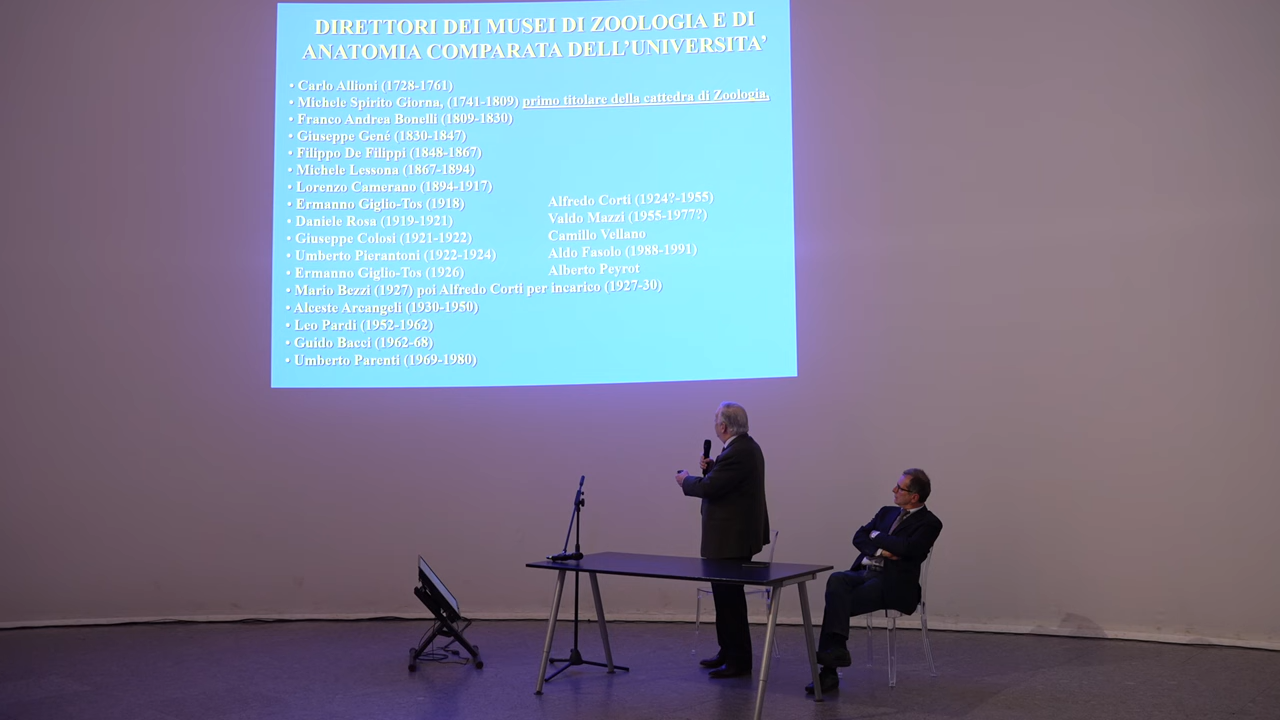 DIRETTORI DEI MUSEI DI ZOOLOGIA E DI
ANATOMIA COMPARATA DELL'UNIVERSITA'
• Carlo Allioni (1728-1761)
• Michele Spirito Giorna, (1741-1809) primo titolare della cattedra di Zoologia.
• Franco Andrea Bonelli (1809-1830)
• Giuseppe Gené (1830-1847)
• Filippo De Filippi (1848-1867)
• Michele Lessona (1867-1894)
• Lorenzo Camerano (1894-1917)
• Ermanno Giglio-Tos (1918)
• Daniele Rosa (1919-1921)
• Giuseppe Colosi (1921-1922)
• Umberto Pierantoni (1922-1924)
• Ermanno Giglio-Tos (1926)
• Mario Bezzi (1927) poi Alfredo Corti per incarico (1927-30)
• Alceste Arcangeli (1930-1950)
• Leo Pardi (1952-1962)
• Guido Bacci (1962-68)
• Umberto Parenti (1969-1980)
Alfredo Corti (1924?-1955)
Valdo Mazzi (1955-1977?)
Camillo Vellano
Aldo Fasolo (1988-1991)
Alberto Peyrot